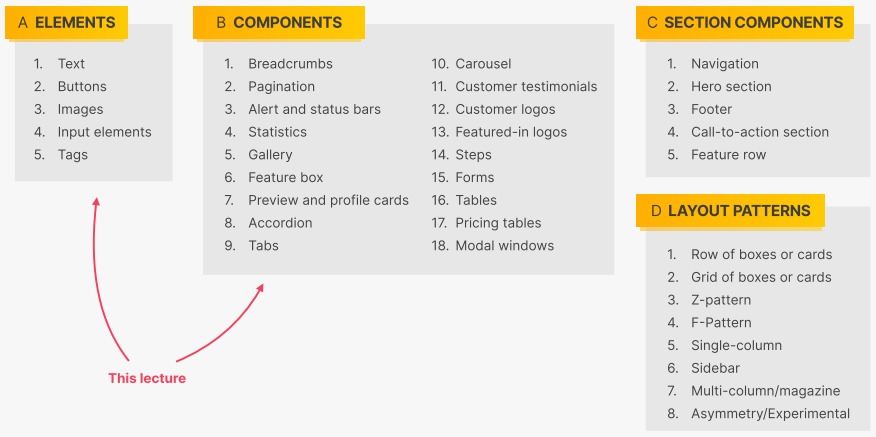 A ELEMENTS
1. Text
2. Buttons
3. Images
4. Input elements
5. Tags
B COMPONENTS
1. Breadcrumbs
2. Pagination
3. Alert and status bars
4. Statistics
5. Gallery
6. Feature box
7. Preview and profile cards
8. Accordion
9. Tabs
10. Carousel
11. Customer testimonials
12. Customer logos
13. Featured-in logos
14. Steps
15. Forms
16. Tables
17. Pricing tables
18. Modal windows
C SECTION COMPONENTS
1. Navigation
2. Hero section
3. Footer
4. Call-to-action section
5. Feature row
D LAYOUT PATTERNS
1. Row of boxes or cards
2. Grid of boxes or cards
3. Z-pattern
4. F-Pattern
5. Single-column
6. Sidebar
7. Multi-column/magazine
8. Asymmetry/Experimental
This lecture